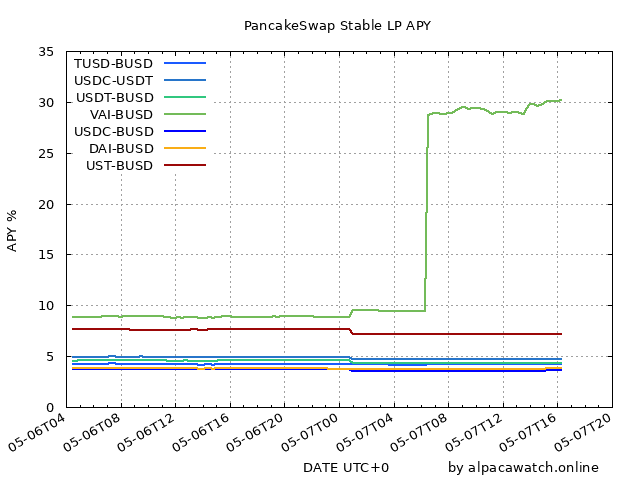 PancakeSwap Stable LP APY
35
30
25
20
15
10
5
0
APY %
TUSD-BUSD
USDC-USDT
USDT-BUSD
VAI-BUSD
USDC-BUSD
DAI-BUSD
UST-BUSD
05-06T04
05-06T08
05-06T12
05-06T16
05-06T20
05-07T00
05-07T04
05-07T08
05-07T12
05-07T16
05-07T20
DATE UTC+0
by alpacawatch.online